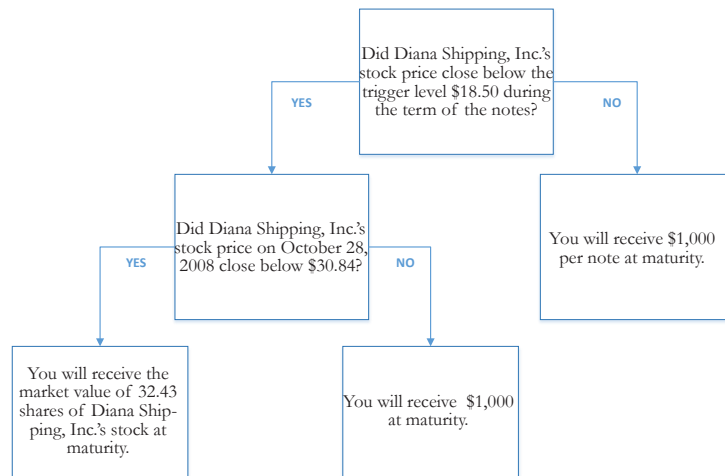 Did Diana Shipping, Inc.'s
stock price close below the
trigger level $18.50 during
the term of the notes?
YES
NO
Did Diana Shipping, Inc.'s
stock price on October 28,
2008 close below $30.84?
You will receive $1,000
per note at maturity.
YES
NO
You will receive the
market value of 32.43
shares of Diana Ship-
ping, Inc.'s stock at
maturity.
You will receive $1,000
at maturity.